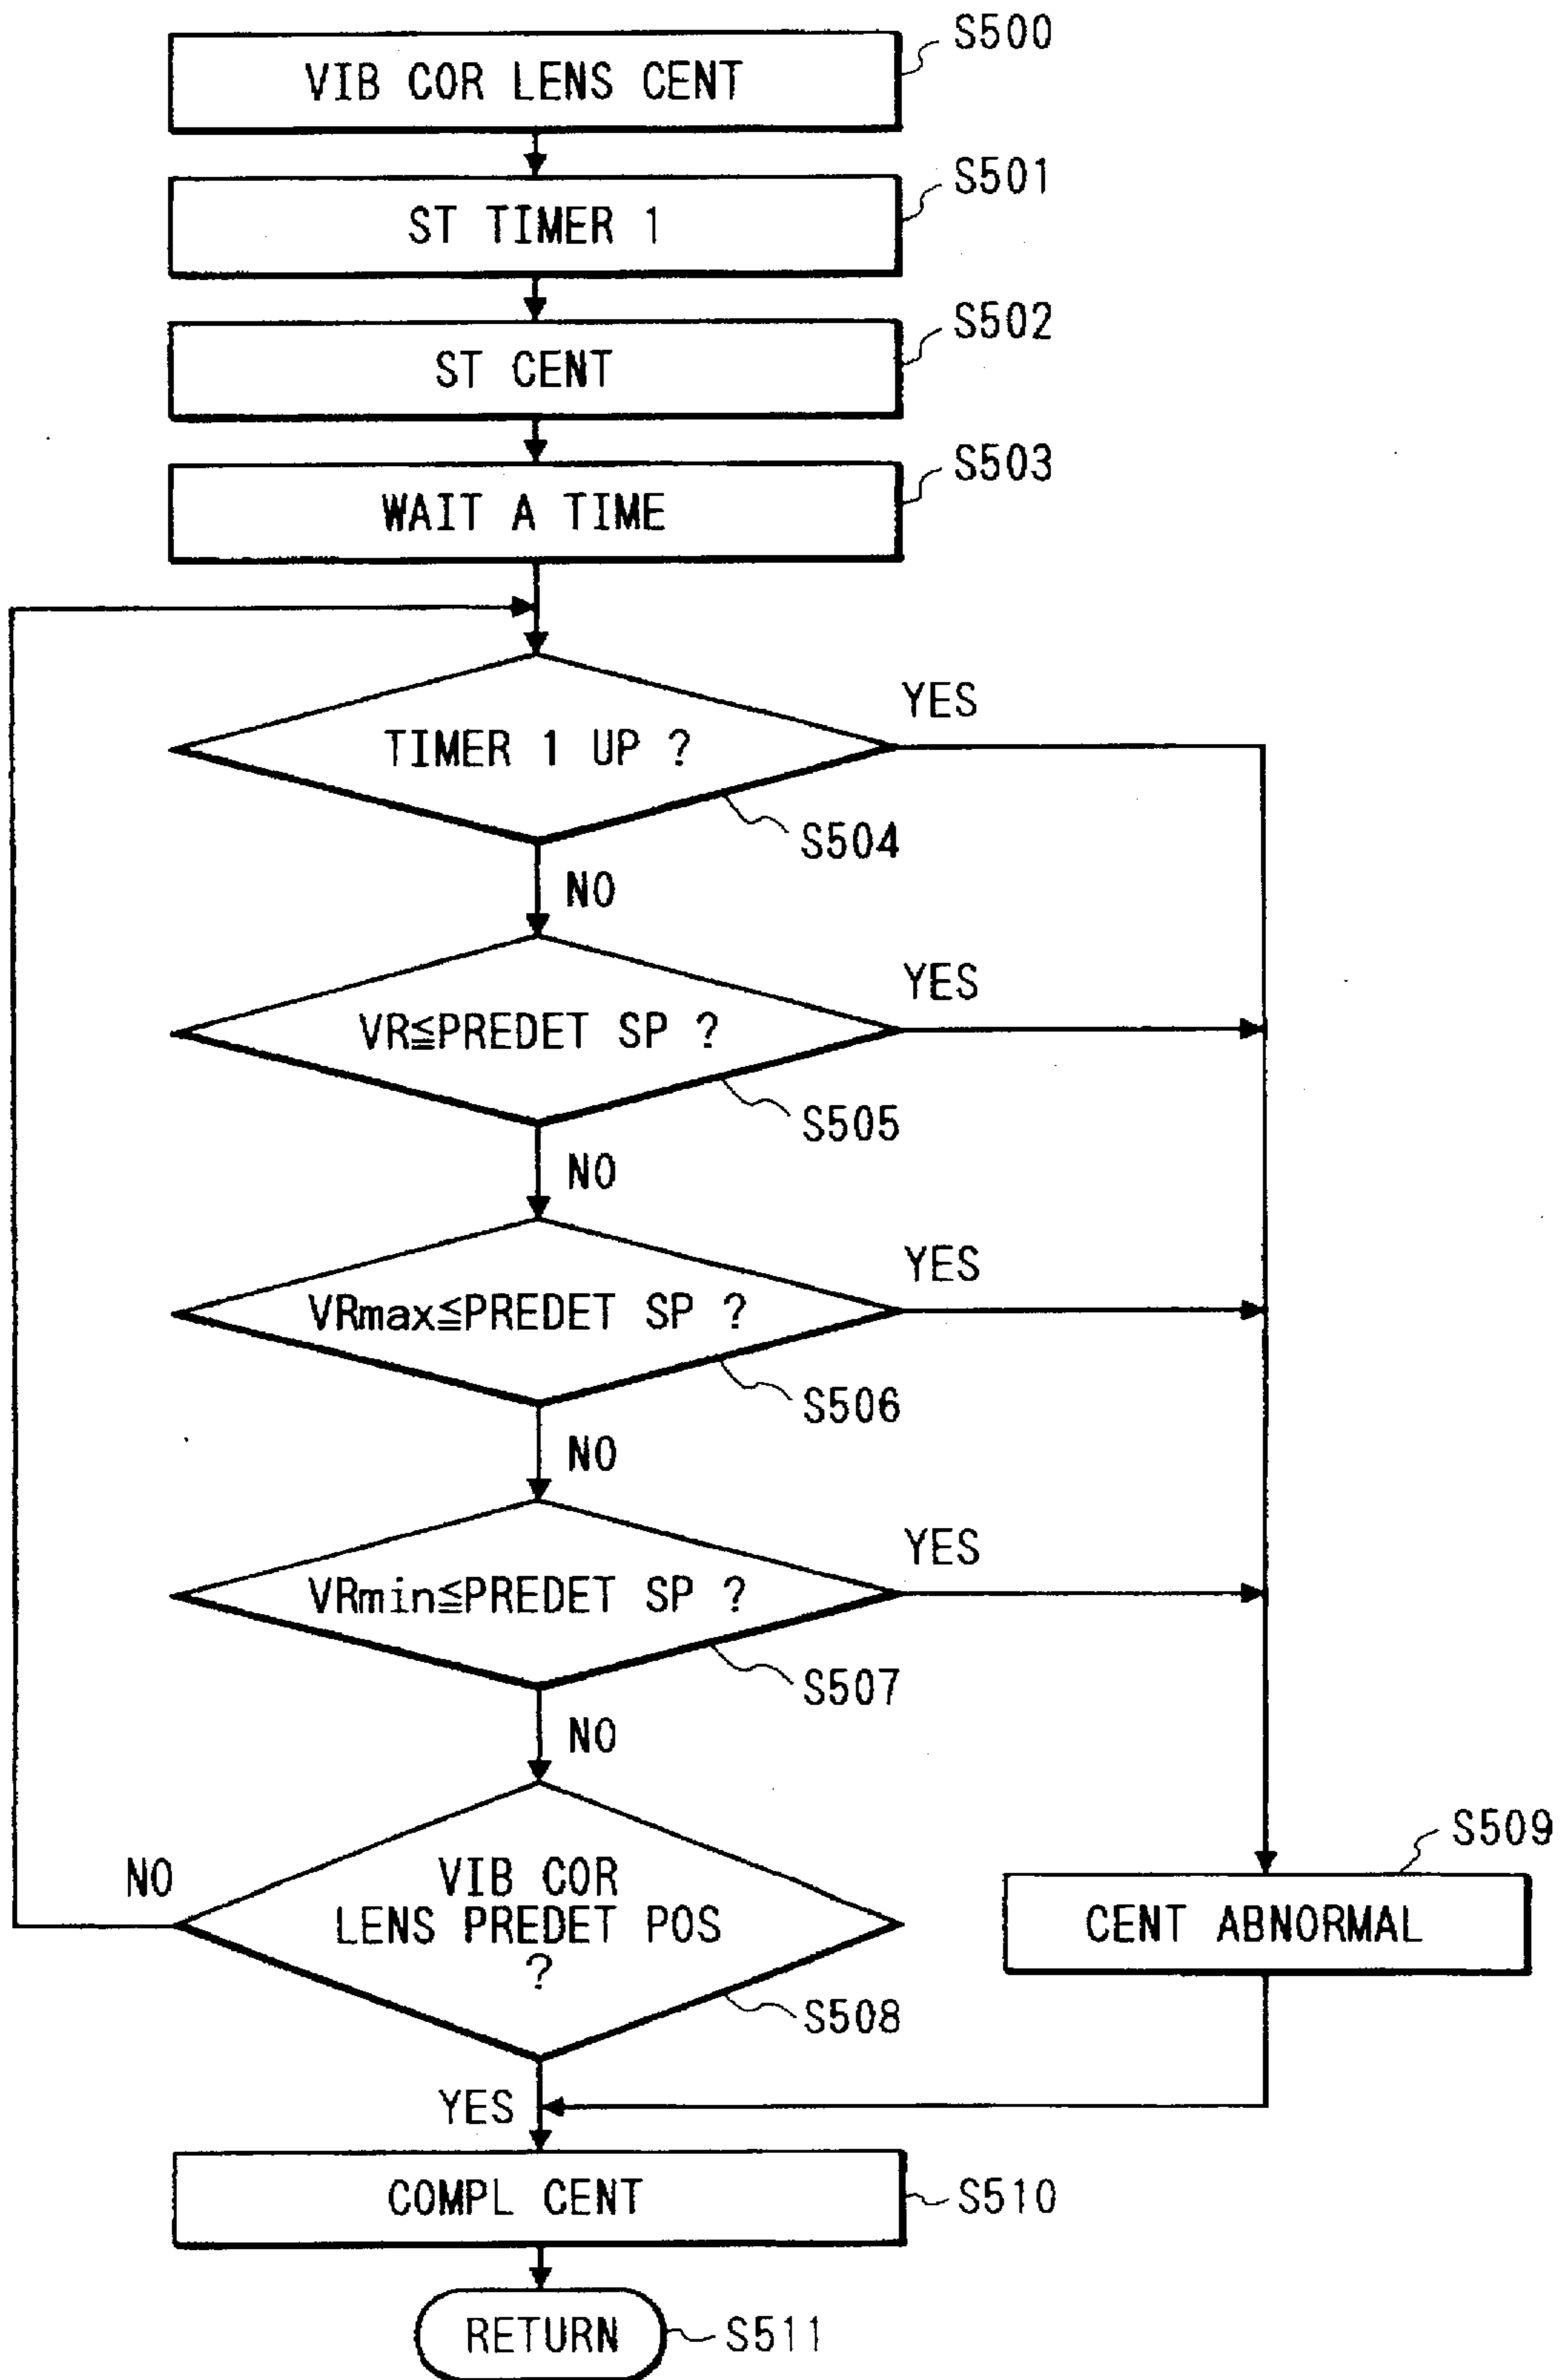 S500
VIB COR LENS CENT
S501
ST TIMER 1
S502
ST CENT
S503
WAIT A TIME
YES
TIMER 1 UP ?
S504
NO
YES
VR≦PREDET SP ?
S505
NO
YES
VRmax≦PREDET SP ?
S506
NO
YES
VRmin≦PREDET SP ?
S507
NO
S509
NO
VIB COR
LENS PREDET POS
?
CENT ABNORMAL
S508
YES
COMPL CENT
S510
RETURN
S511